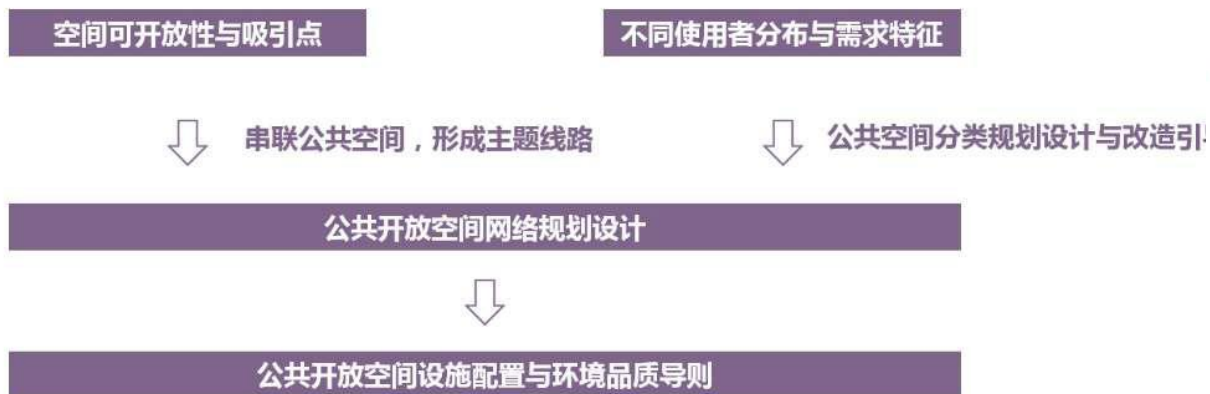 空间可开放性与吸引点
不同使用者分布与需求特征
串联公共空间，形成主题线路
公共空间分类规划设计与改造引
公共开放空间网络规划设计
公共开放空间设施配置与环境品质导则